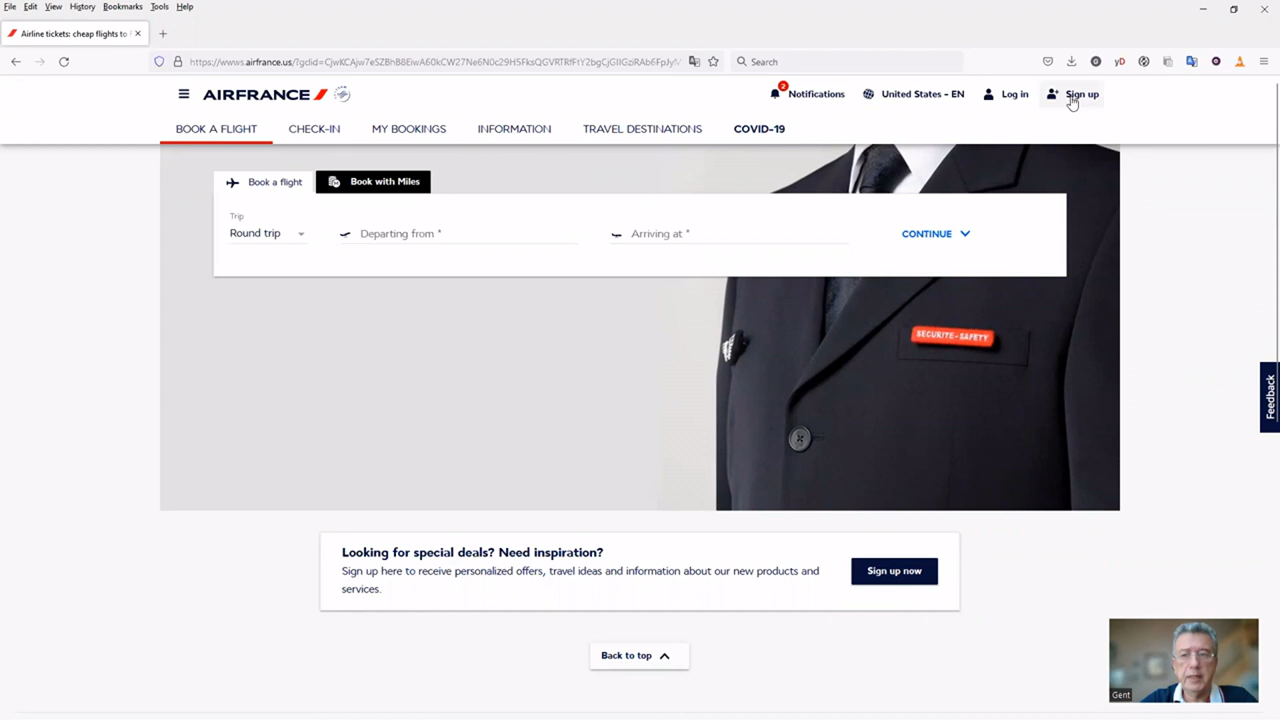 File Edit View History Bookmarks Tools Help
Airline tickets: cheap flights to
Search
AIRFRANCE
2
Notifications
United States - EN
Log in
Sign up
BOOK A FLIGHT
CHECK-IN
MY BOOKINGS
INFORMATION
TRAVEL DESTINATIONS
COVID-19
Book a flight
Book with Miles
Trip
Round trip
Departing from *
Arriving at *
CONTINUE
SECURITE-SAFETY
Feedback
Looking for special deals? Need inspiration?
Sign up here to receive personalized offers, travel ideas and information about our new products and
services.
Sign up now
Back to top
Gent